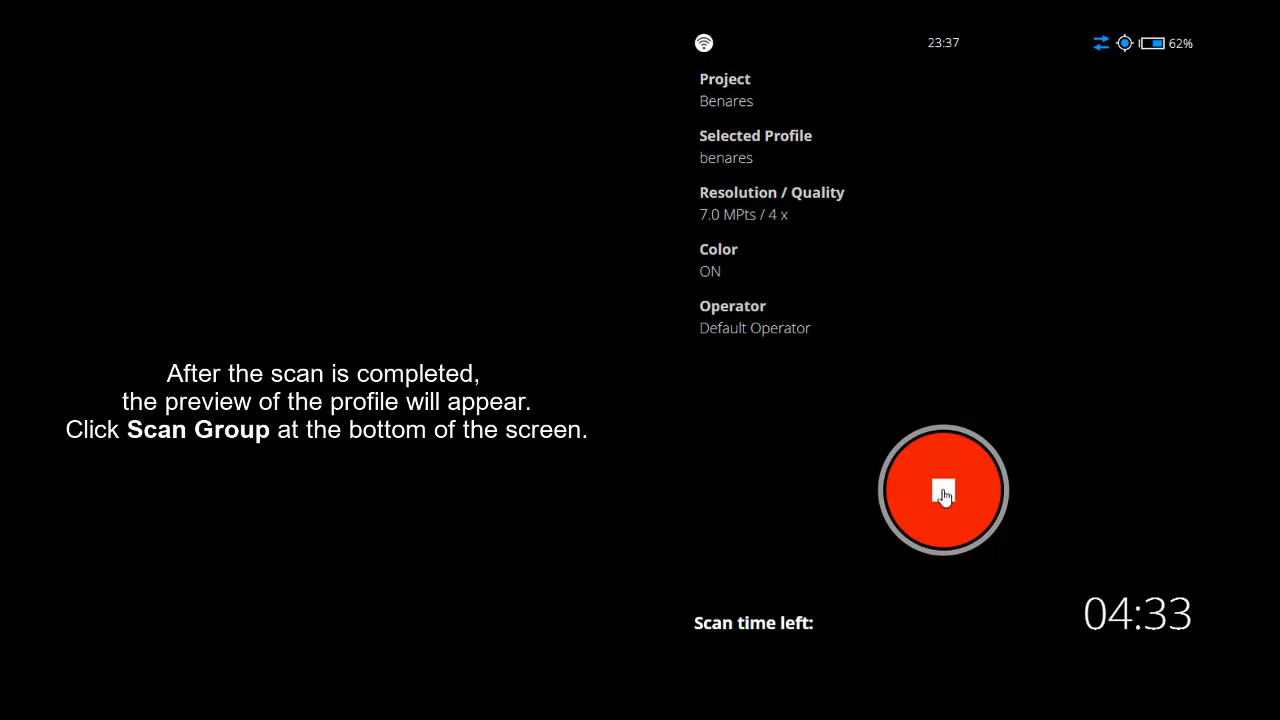 After the scan is completed,
the preview of the profile will appear.
Click Scan Group at the bottom of the screen.
23:37
62%
Project
Benares
Selected Profile
benares
Resolution / Quality
7.0 MPts / 4 x
Color
ON
Operator
Default Operator
Scan time left:
04:33